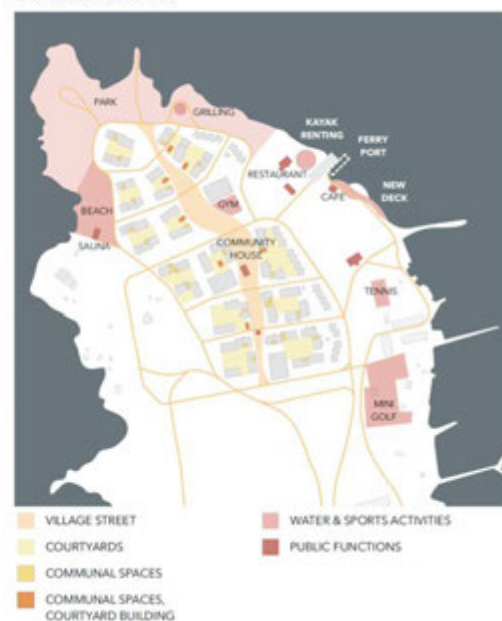 PARK
GRILLING
KAYAK
RENTING
FERRY
PORT
RESTAURANT
CAFE
NEW
DECK
BEACH
GYM
SAUNA
COMMUNITY
HOUSE
TENNIS
MINI
GOLF
VILLAGE STREET
COURTYARDS
COMMUNAL SPACES
COMMUNAL SPACES,
COURTYARD BUILDING
WATER & SPORTS ACTIVITIES
PUBLIC FUNCTIONS